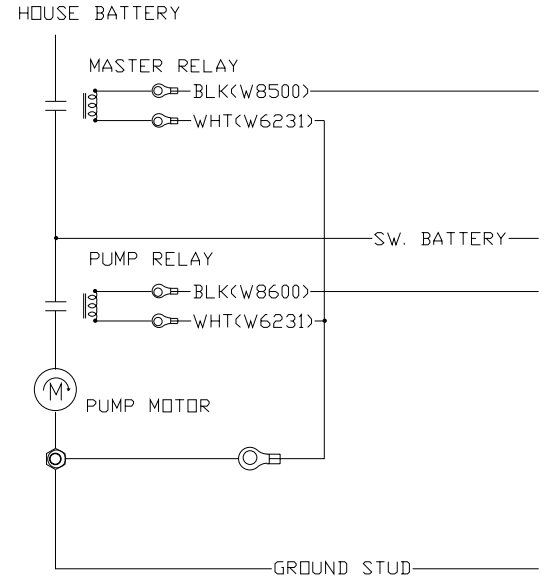 HOUSE BATTERY
MASTER RELAY
BLK(W8500)
WHT(W6231)
SW. BATTERY
PUMP RELAY
BLK(W8600)
WHT(W6231)
M
PUMP MOTOR
GROUND STUD